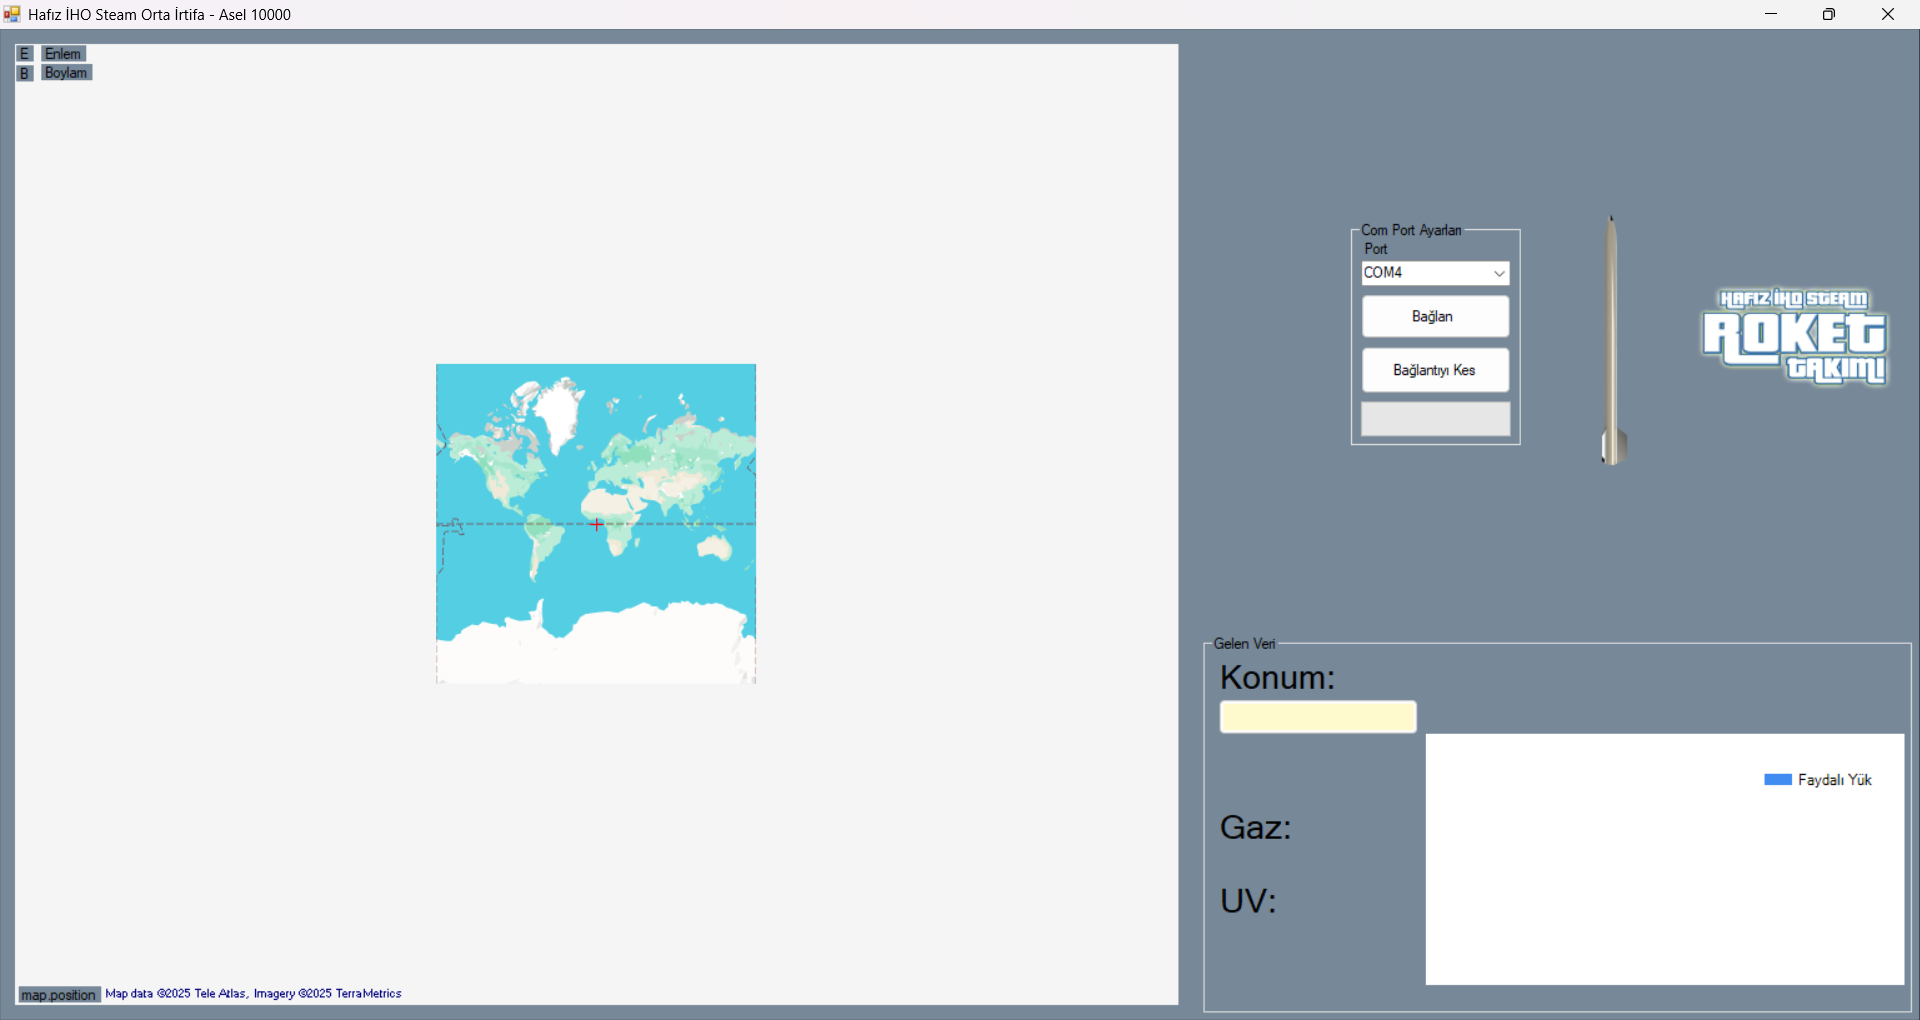 Hafız İHO Steam Orta İrtifa - Asel 10000
E Enlem
B Boylam
Com Port Ayarları
Port
COM4
Bağlan
Bağlantıyı Kes
HAFIZ İHO STEAM
ROKET
TAKIMI
Gelen Veri
Konum:
Faydalı Yük
Gaz:
UV:
map.position Map data ©2025 Tele Atlas, Imagery ©2025 TerraMetrics